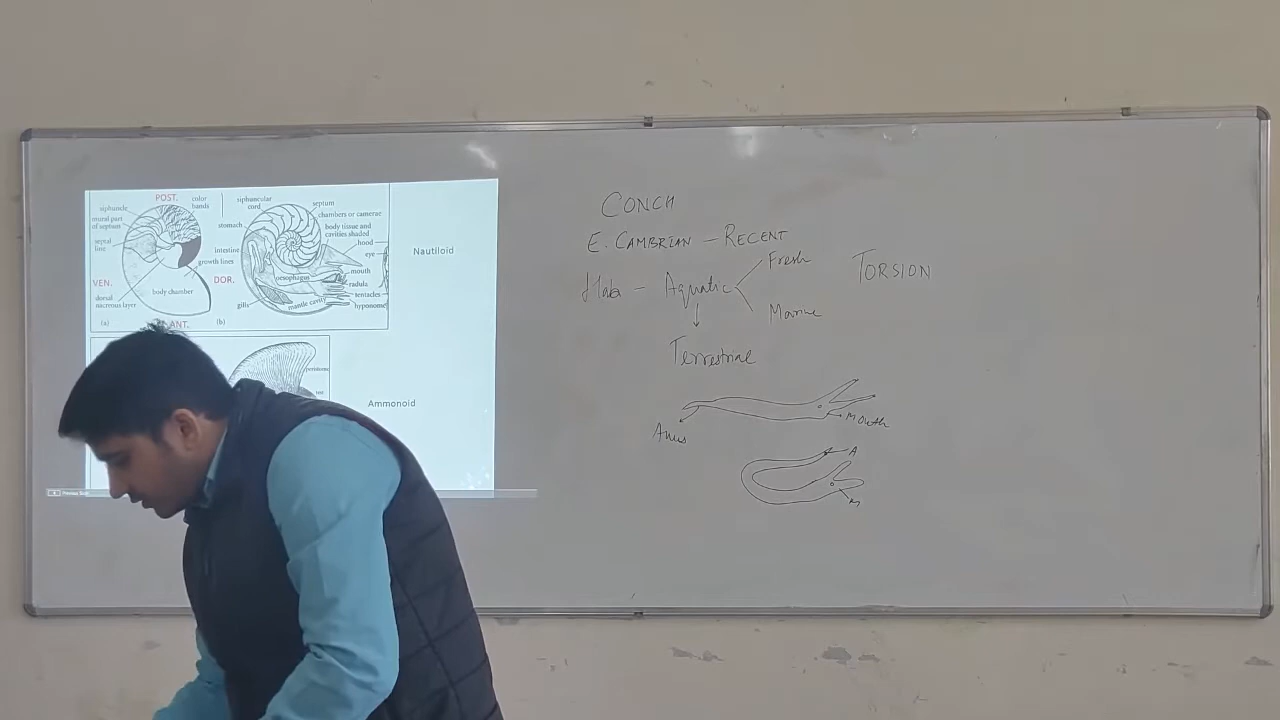 POST.
siphuncle
color bands
mural part of septum
septal line
growth lines
VEN.
body chamber
dorsal nacreous layer
(a)
ANT.
siphuncular cord
septum
chambers or camerae
stomach
body tissue and cavities shaded
hood
intestine
eye
DOR.
oesophagus
mouth
radula
tentacles
gills
mantle cavity
hyponome
(b)
Nautiloid
peristome
Ammonoid
CONCH
E. CAMBRIAN – RECENT
Aquatic
Fresh
Marine
Terrestrial
TORSION
Anus
Mouth
A
M